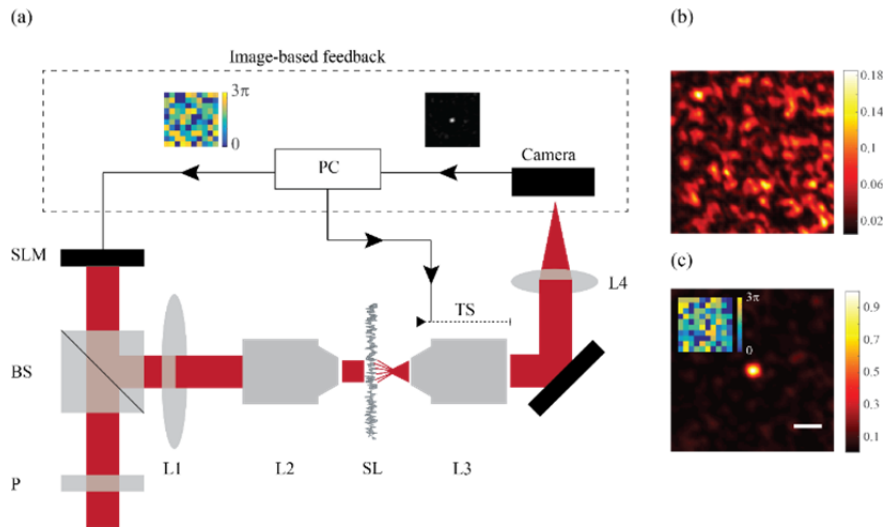 (a)
Image-based feedback
3π
0
PC
Camera
SLM
L4
TS
BS
L1
L2
SL
L3
P
(b)
0.18
0.14
0.1
0.06
0.02
(c)
3π
0
0.9
0.7
0.5
0.3
0.1